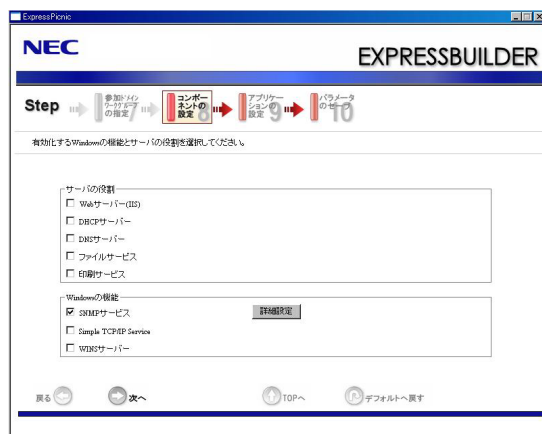 ExpressPicnic
NEC
EXPRESSBUILDER
Step
参加ドメイン
ワークグループ
の指定 7
コンポー
ネントの
設定 8
アプリケー
ションの
設定 9
パラメータ
のセーブ
10
有効化するWindowsの機能とサーバの役割を選択してください。
サーバの役割
Webサーバー(IIS)
DHCPサーバー
DNSサーバー
ファイルサービス
印刷サービス
Windowsの機能
SNMPサービス
詳細設定
Simple TCP/IP Service
WINSサーバー
戻る
次へ
TOPへ
デフォルトへ戻す